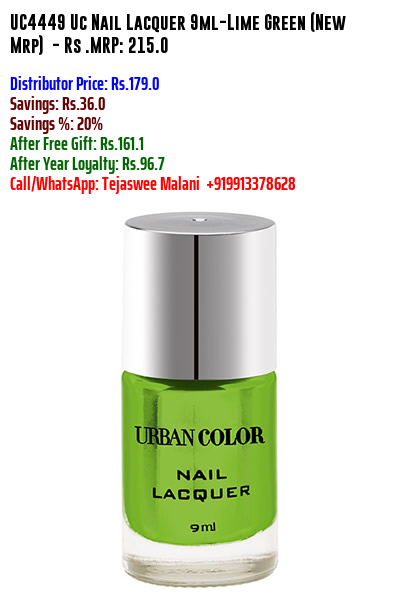 UC4449 Uc Nail Lacquer 9ml-Lime Green (New
Mrp) - Rs .MRP: 215.0
Distributor Price: Rs.179.0
Savings: Rs.36.0
Savings %: 20%
After Free Gift: Rs.161.1
After Year Loyalty: Rs.96.7
Call/WhatsApp: Tejaswee Malani +919913378628
URBAN COLOR
NAIL
LACQUER
9ml